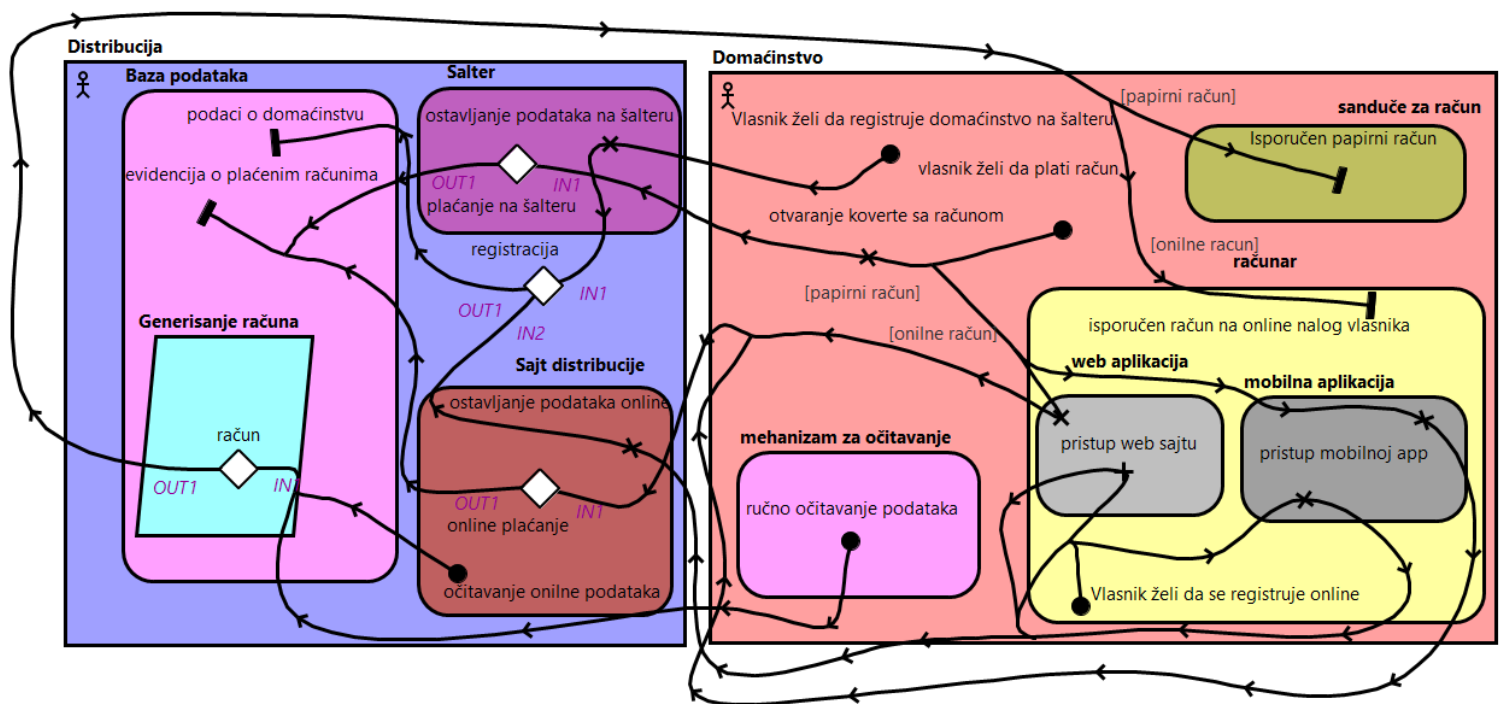 Distribucija
Baza podataka
podaci o domaćinstvu
evidencija o plaćenim računima
Generisanje računa
račun
OUT1
IN1
Salter
ostavljanje podataka na šalteru
OUT1
IN1
plaćanje na šalteru
registracija
OUT1
IN1
IN2
Sajt distribucije
ostavljanje podataka online
OUT1
IN1
online plaćanje
očitavanje onilne podataka
Domaćinstvo
Vlasnik želi da registruje domaćinstvo na šalteru
vlasnik želi da plati račun
otvaranje koverte sa računom
[papirni račun]
[onilne račun]
[papirni račun]
[onilne racun]
sanduče za račun
Isporučen papirni račun
računar
isporučen račun na online nalog vlasnika
web aplikacija
pristup web sajtu
mobilna aplikacija
pristup mobilnoj app
Vlasnik želi da se registruje online
mehanizam za očitavanje
ručno očitavanje podataka